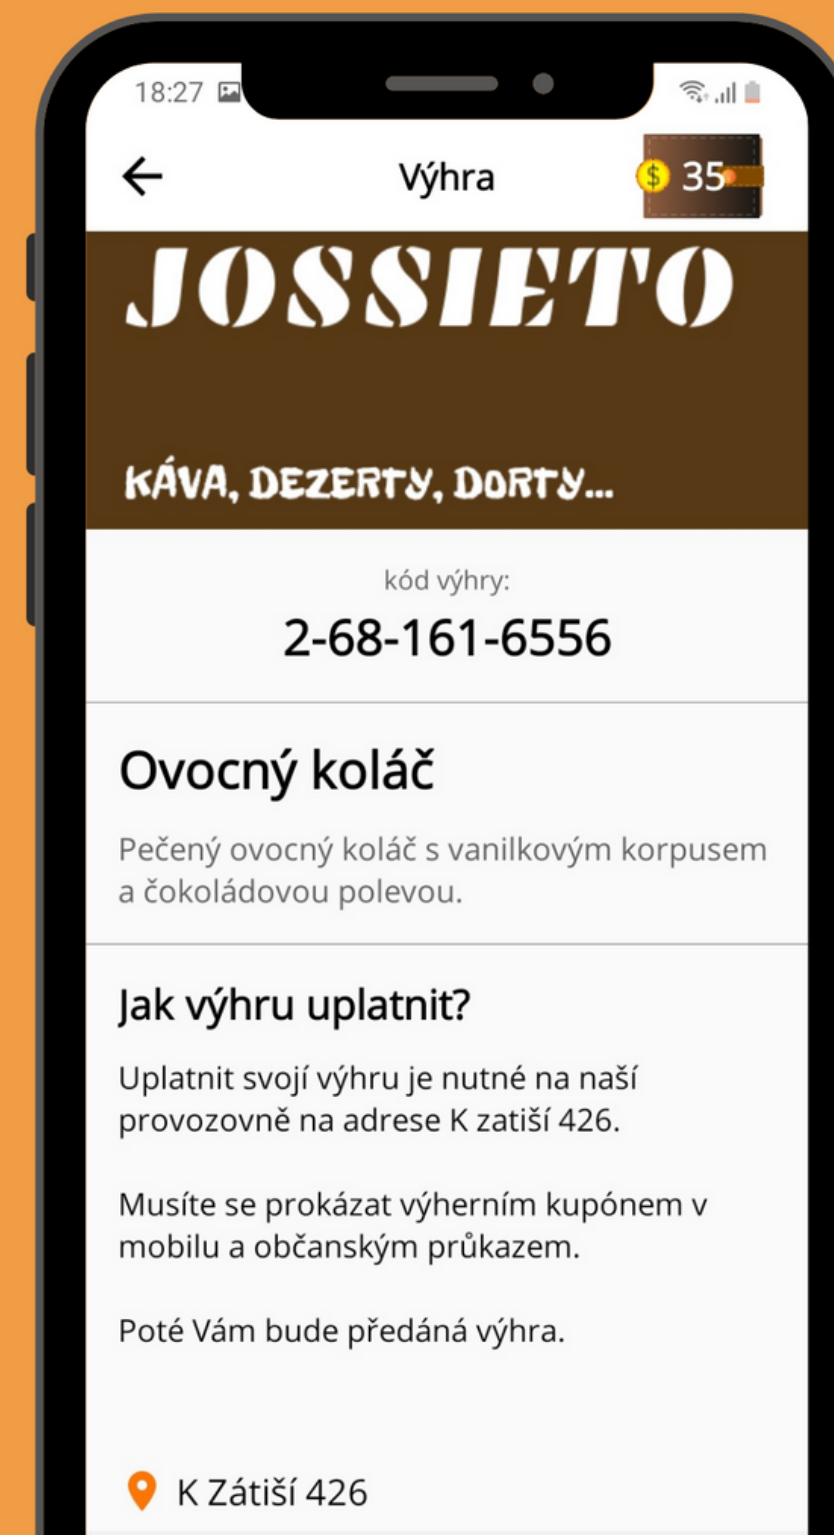 18:27
Výhra
$ 35
JOSSIETO
KÁVA, DEZERTY, DORTY...
kód výhry:
2-68-161-6556
Ovocný koláč
Pečený ovocný koláč s vanilkovým korpusem
a čokoládovou polevou.
Jak výhru uplatnit?
Uplatnit svojí výhru je nutné na naší
provozovně na adrese K zatiší 426.
Musíte se prokázat výherním kupónem v
mobilu a občanským průkazem.
Poté Vám bude předáná výhra.
K Zátiší 426